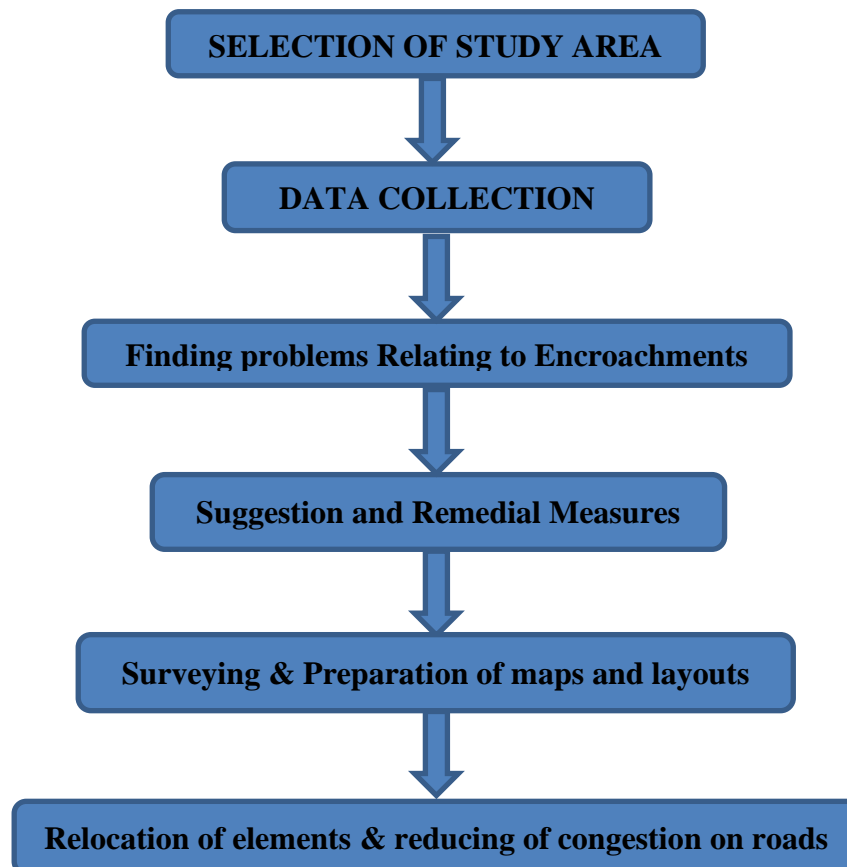 SELECTION OF STUDY AREA
DATA COLLECTION
Finding problems Relating to Encroachments
Suggestion and Remedial Measures
Surveying & Preparation of maps and layouts
Relocation of elements & reducing of congestion on roads